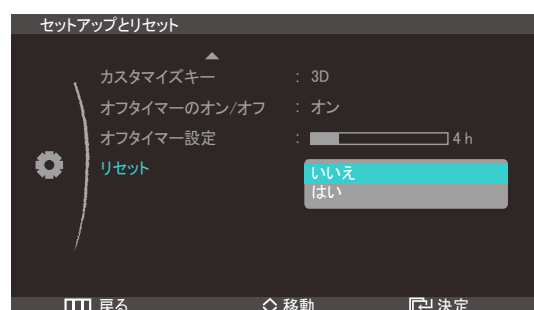 セットアップとリセット
カスタマイズキー : 3D
オフタイマーのオン/オフ : オン
オフタイマー設定 : 4 h
リセット
いいえ
はい
戻る 移動 決定